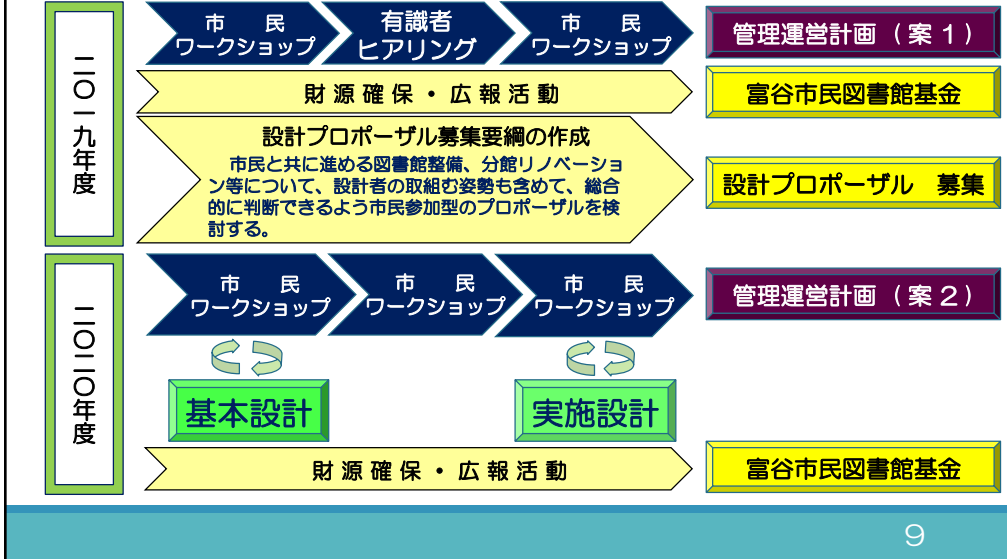 二〇一九年度
市　民
ワークショップ
有識者
ヒアリング
市　民
ワークショップ
管理運営計画（案１）
財源確保・広報活動
富谷市民図書館基金
設計プロポーザル募集要綱の作成
市民と共に進める図書館整備、分館リノベーショ
ン等について、設計者の取組む姿勢も含めて、総合
的に判断できるよう市民参加型のプロポーザルを検
討する。
設計プロポーザル　募集
二〇二〇年度
市　民
ワークショップ
市　民
ワークショップ
市　民
ワークショップ
管理運営計画（案２）
基本設計
実施設計
財源確保・広報活動
富谷市民図書館基金
９